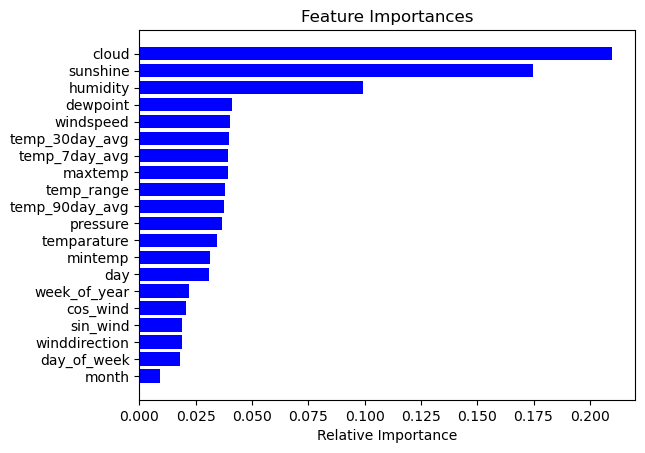 Feature Importances
cloud
sunshine
humidity
dewpoint
windspeed
temp_30day_avg
temp_7day_avg
maxtemp
temp_range
temp_90day_avg
pressure
temparature
mintemp
day
week_of_year
cos_wind
sin_wind
winddirection
day_of_week
month
0.000 0.025 0.050 0.075 0.100 0.125 0.150 0.175 0.200
Relative Importance